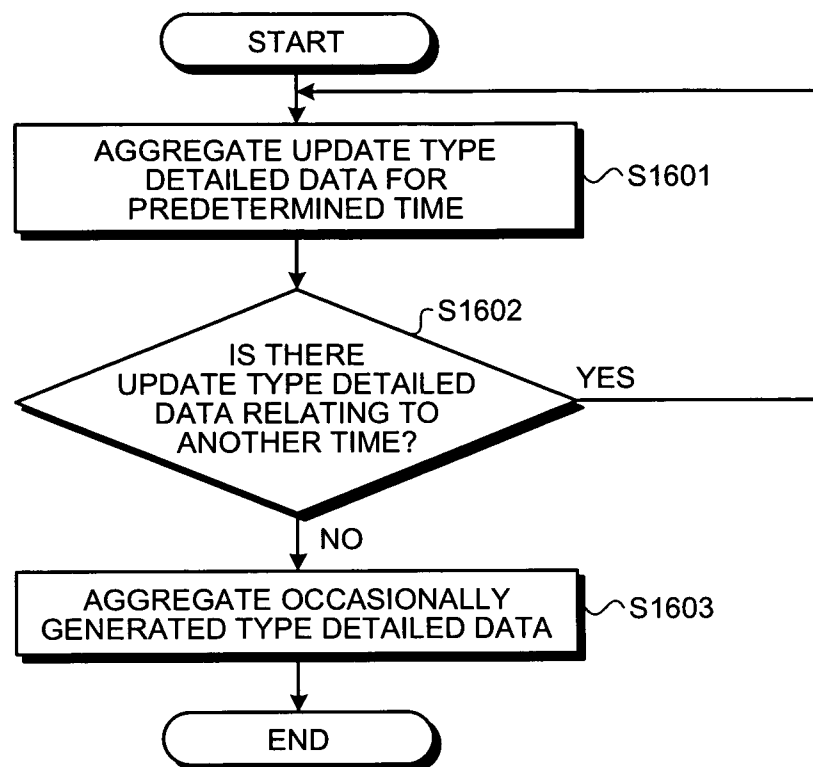 START
AGGREGATE UPDATE TYPE
DETAILED DATA FOR
PREDETERMINED TIME
S1601
S1602
IS THERE
UPDATE TYPE DETAILED
DATA RELATING TO
ANOTHER TIME?
YES
NO
AGGREGATE OCCASIONALLY
GENERATED TYPE DETAILED DATA
S1603
END